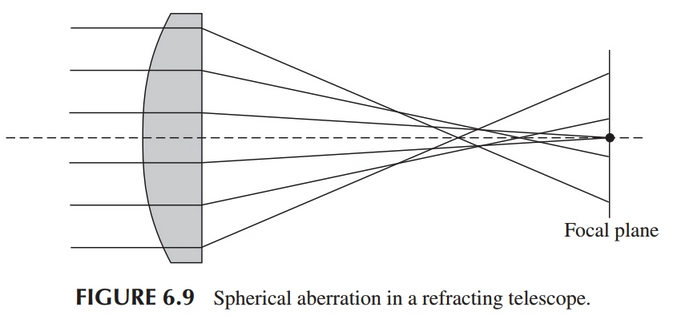 Focal plane
FIGURE 6.9 Spherical aberration in a refracting telescope.